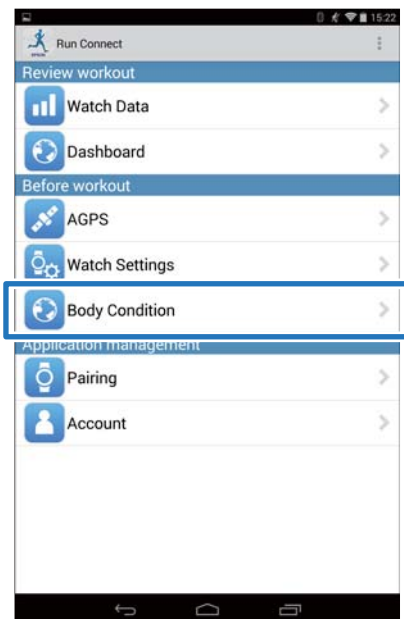 15:22
Run Connect
Review workout
Watch Data
Dashboard
Before workout
AGPS
Watch Settings
Body Condition
Application management
Pairing
Account